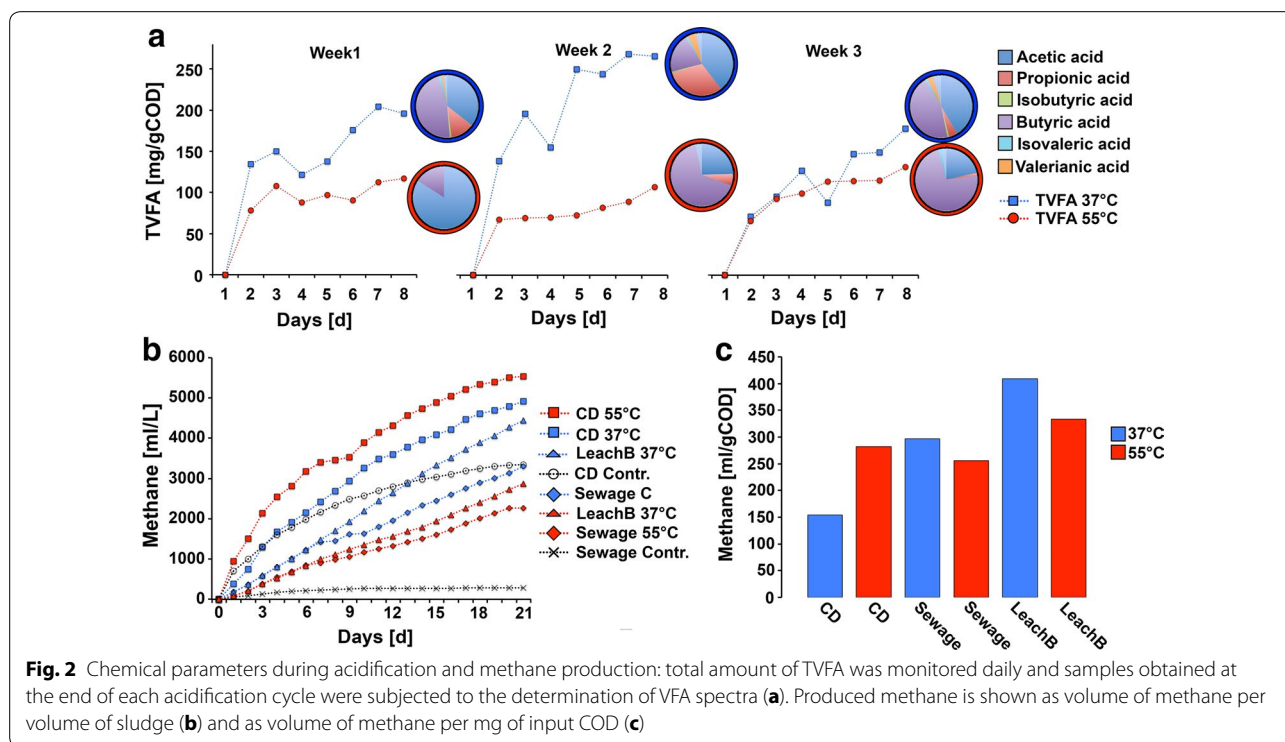 a
Week1
Week 2
Week 3
TVFA [mg/gCOD]
250
200
150
100
50
0
1 2 3 4 5 6 7 8
1 2 3 4 5 6 7 8
1 2 3 4 5 6 7 8
Days [d]
Days [d]
Days [d]
Acetic acid
Propionic acid
Isobutyric acid
Butyric acid
Isovaleric acid
Valerianic acid
TVFA 37°C
TVFA 55°C
b
Methane [ml/L]
6000
5000
4000
3000
2000
1000
0
0 3 6 9 12 15 18 21
Days [d]
CD 55°C
CD 37°C
LeachB 37°C
CD Contr.
Sewage C
LeachB 37°C
Sewage 55°C
Sewage Contr.
c
Methane [ml/gCOD]
450
400
350
300
250
200
150
100
50
0
CD
CD
Sewage
Sewage
LeachB
LeachB
37°C
55°C
Fig. 2 Chemical parameters during acidification and methane production: total amount of TVFA was monitored daily and samples obtained at
the end of each acidification cycle were subjected to the determination of VFA spectra (a). Produced methane is shown as volume of methane per
volume of sludge (b) and as volume of methane per mg of input COD (c)